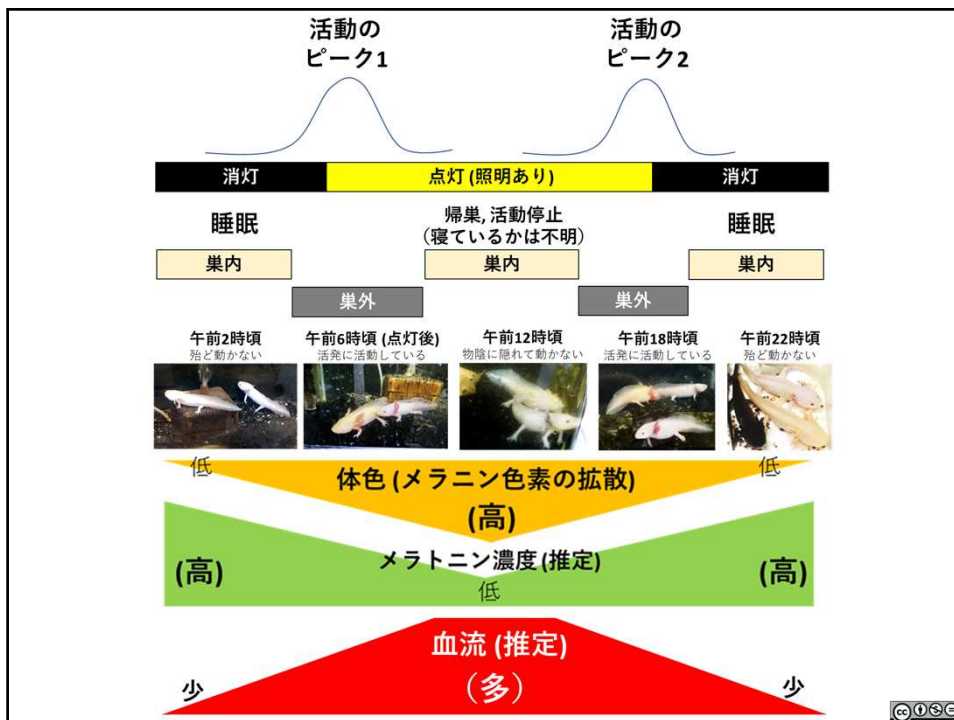 活動の
ピーク1
活動の
ピーク2
消灯
点灯 (照明あり)
消灯
睡眠
帰巣, 活動停止
(寝ているかは不明)
睡眠
巣内
巣内
巣内
巣外
巣外
午前2時頃
殆ど動かない
午前6時頃 (点灯後)
活発に活動している
午前12時頃
物陰に隠れて動かない
午前18時頃
活発に活動している
午前22時頃
殆ど動かない
低
体色 (メラニン色素の拡散)
低
(高)
メラトニン濃度 (推定)
(高)
(高)
低
血流 (推定)
(多)
少
少
cc